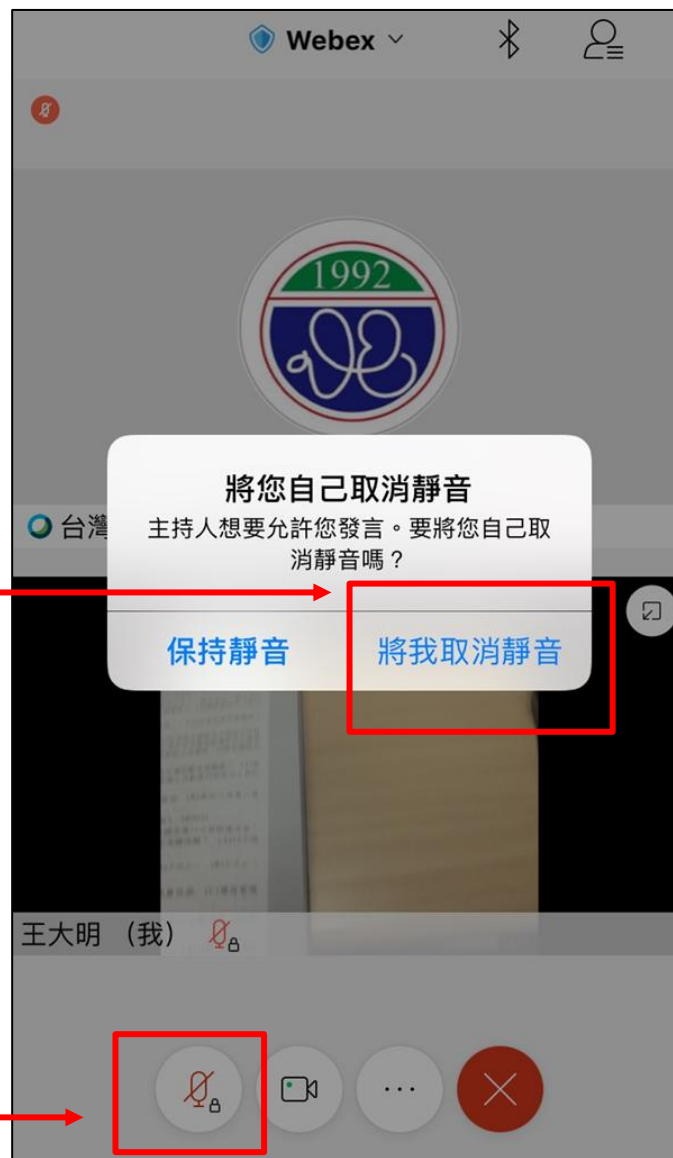 Webex
1992
將您自己取消靜音
主持人想要允許您發言。要將您自己取
消靜音嗎？
台灣
保持靜音
將我取消靜音
王大明 （我）